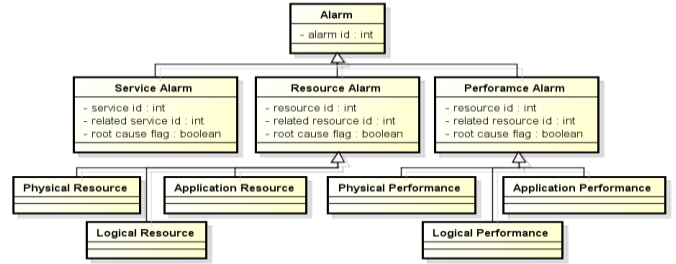 Alarm
- alarm id : int
Service Alarm
- service id : int
- related service id : int
- root cause flag : boolean
Resource Alarm
- resource id : int
- related resource id : int
- root cause flag : boolean
Perforamce Alarm
- resource id : int
- related resource id : int
- root cause flag : boolean
Physical Resource
Application Resource
Physical Performance
Application Performance
Logical Resource
Logical Performance